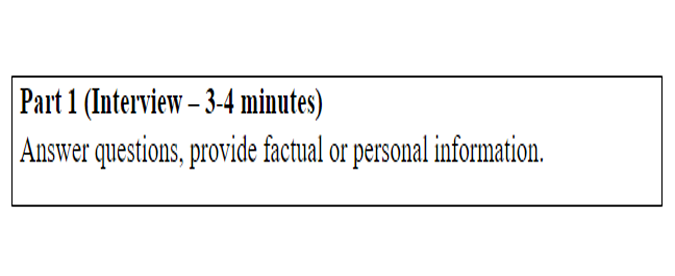 Part 1 (Interview – 3-4 minutes)
Answer questions, provide factual or personal information.